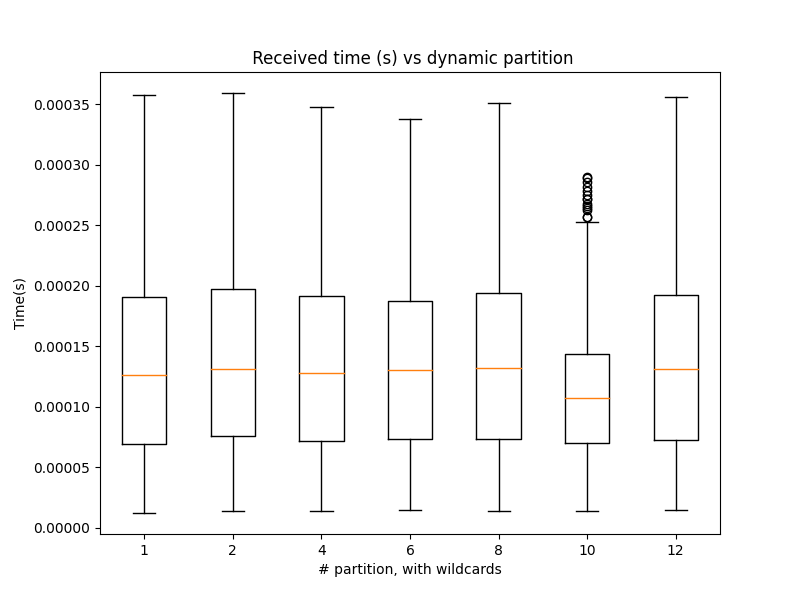 Received time (s) vs dynamic partition
0.00035
0.00030
0.00025
0.00020
0.00015
0.00010
0.00005
0.00000
Time(s)
1 2 4 6 8 10 12
# partition, with wildcards